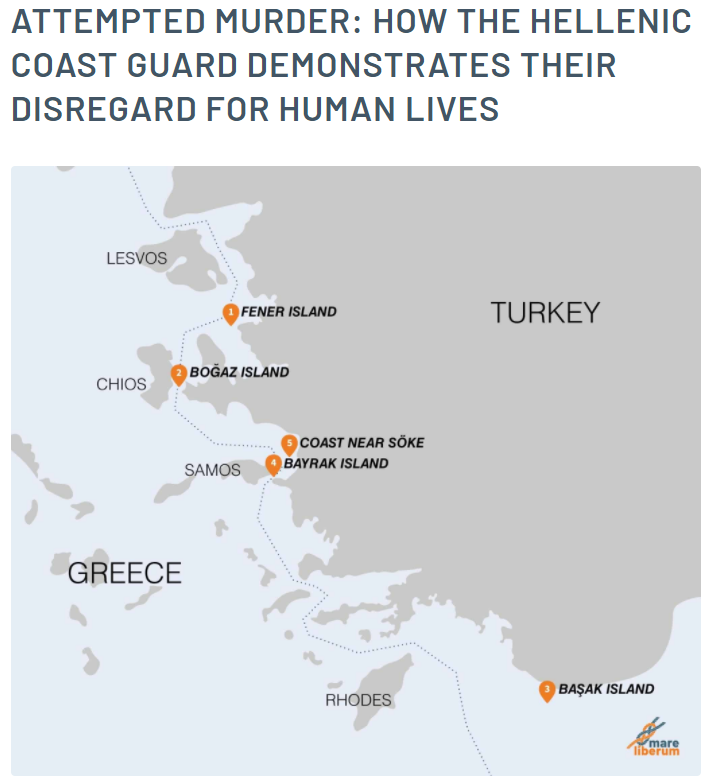 ATTEMPTED MURDER: HOW THE HELLENIC
COAST GUARD DEMONSTRATES THEIR
DISREGARD FOR HUMAN LIVES
LESVOS
1 FENER ISLAND
TURKEY
2 BOĞAZ ISLAND
CHIOS
5 COAST NEAR SÖKE
4 BAYRAK ISLAND
SAMOS
GREECE
3 BAŞAK ISLAND
RHODES
mare
liberum